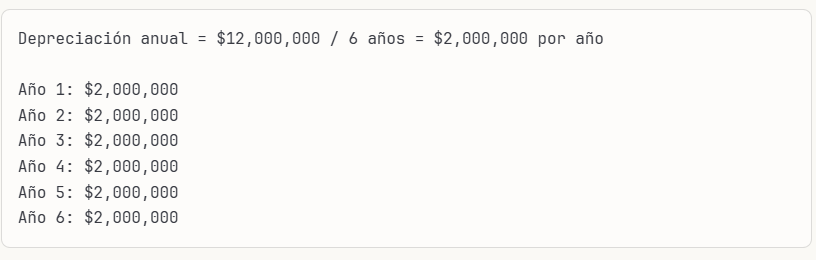 Depreciación anual = $12,000,000 / 6 años = $2,000,000 por año
Año 1: $2,000,000
Año 2: $2,000,000
Año 3: $2,000,000
Año 4: $2,000,000
Año 5: $2,000,000
Año 6: $2,000,000